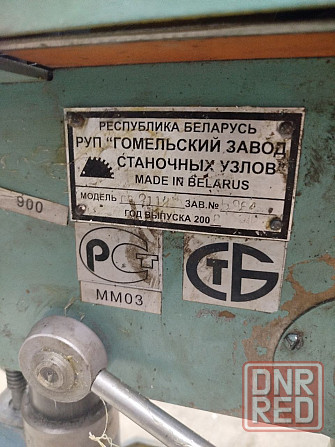 РЕСПУБЛИКА БЕЛАРУСЬ
РУП "ГОМЕЛЬСКИЙ ЗАВОД
СТАНОЧНЫХ УЗЛОВ"
MADE IN BELARUS
МОДЕЛЬ ЗАВ.№
ГОД ВЫПУСКА 200
900
РСТ
ММ03
СТБ
DNR
RED